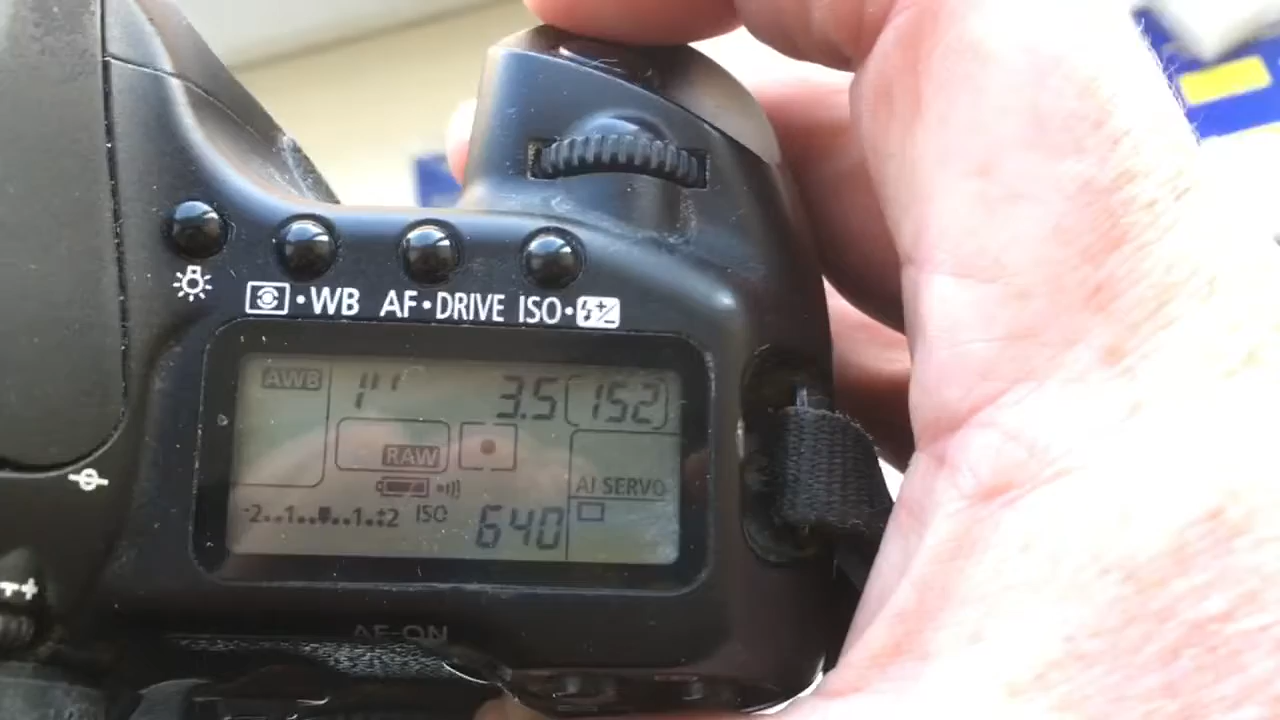 WB AF•DRIVE ISO•
AWB 1'' 3.5 152
RAW
AI SERVO
-2..1..▼..1.:2 ISO 640
AF-ON